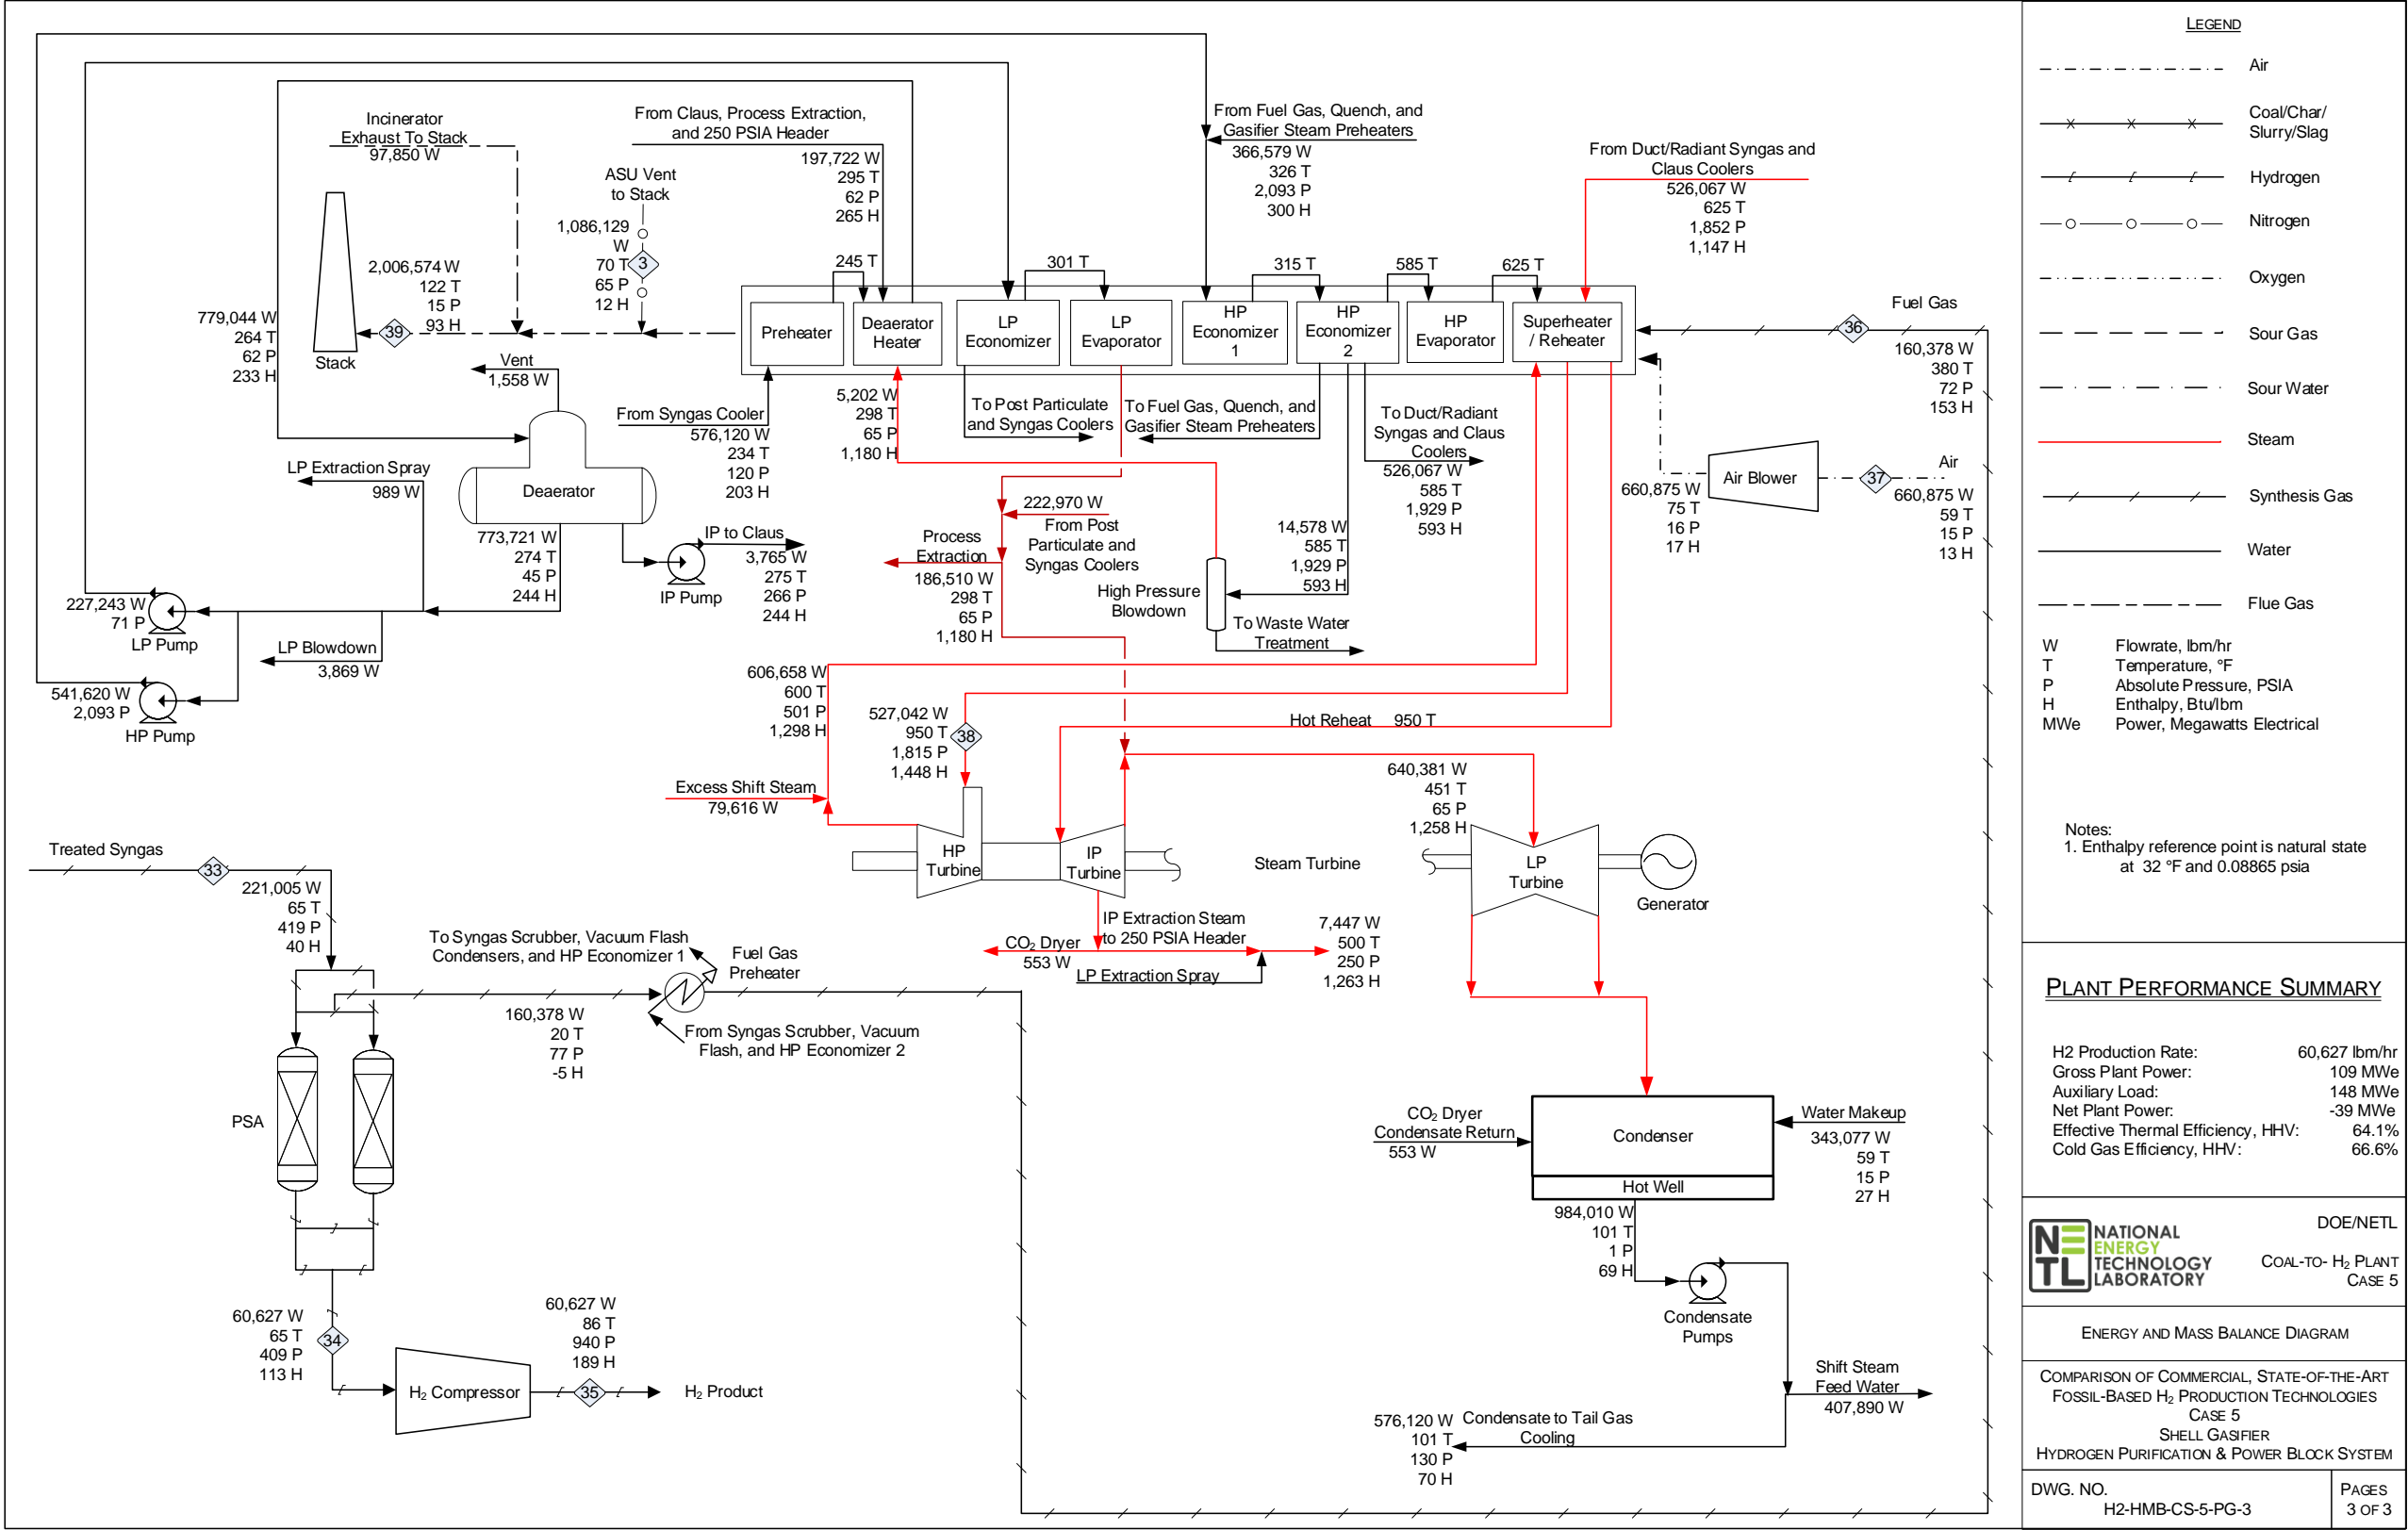 Incinerator
Exhaust To Stack
97,850 W
From Claus, Process Extraction,
and 250 PSIA Header
197,722 W
295 T
62 P
265 H
ASU Vent
to Stack
1,086,129
W
70 T
65 P
12 H
3
From Fuel Gas, Quench, and
Gasifier Steam Preheaters
366,579 W
326 T
2,093 P
300 H
From Duct/Radiant Syngas and
Claus Coolers
526,067 W
625 T
1,852 P
1,147 H
2,006,574 W
122 T
15 P
93 H
39
Stack
779,044 W
264 T
62 P
233 H
245 T
301 T
315 T
585 T
625 T
Preheater
Deaerator
Heater
LP
Economizer
LP
Evaporator
HP
Economizer
1
HP
Economizer
2
HP
Evaporator
Superheater
/ Reheater
Fuel Gas
36
160,378 W
380 T
72 P
153 H
Vent
1,558 W
From Syngas Cooler
576,120 W
234 T
120 P
203 H
5,202 W
298 T
65 P
1,180 H
To Post Particulate
and Syngas Coolers
To Fuel Gas, Quench, and
Gasifier Steam Preheaters
To Duct/Radiant
Syngas and Claus
Coolers
526,067 W
585 T
1,929 P
593 H
Air Blower
660,875 W
75 T
16 P
17 H
37
Air
660,875 W
59 T
15 P
13 H
LP Extraction Spray
989 W
Deaerator
773,721 W
274 T
45 P
244 H
IP to Claus
3,765 W
275 T
266 P
244 H
IP Pump
222,970 W
From Post
Particulate and
Syngas Coolers
Process
Extraction
186,510 W
298 T
65 P
1,180 H
14,578 W
585 T
1,929 P
593 H
High Pressure
Blowdown
To Waste Water
Treatment
227,243 W
71 P
LP Pump
LP Blowdown
3,869 W
541,620 W
2,093 P
HP Pump
606,658 W
600 T
501 P
1,298 H
527,042 W
950 T
1,815 P
1,448 H
38
Hot Reheat 950 T
Excess Shift Steam
79,616 W
640,381 W
451 T
65 P
1,258 H
HP
Turbine
IP
Turbine
Steam Turbine
LP
Turbine
Generator
IP Extraction Steam
to 250 PSIA Header
CO₂ Dryer
553 W
LP Extraction Spray
7,447 W
500 T
250 P
1,263 H
Treated Syngas
33
221,005 W
65 T
419 P
40 H
To Syngas Scrubber, Vacuum Flash
Condensers, and HP Economizer 1
Fuel Gas
Preheater
160,378 W
20 T
77 P
-5 H
From Syngas Scrubber, Vacuum
Flash, and HP Economizer 2
PSA
60,627 W
65 T
409 P
113 H
34
H₂ Compressor
60,627 W
86 T
940 P
189 H
35
H₂ Product
CO₂ Dryer
Condensate Return
553 W
Condenser
Hot Well
Water Makeup
343,077 W
59 T
15 P
27 H
984,010 W
101 T
1 P
69 H
Condensate
Pumps
Shift Steam
Feed Water
407,890 W
576,120 W
101 T
130 P
70 H
Condensate to Tail Gas
Cooling
LEGEND
Air
Coal/Char/
Slurry/Slag
Hydrogen
Nitrogen
Oxygen
Sour Gas
Sour Water
Steam
Synthesis Gas
Water
Flue Gas
W Flowrate, lbm/hr
T Temperature, °F
P Absolute Pressure, PSIA
H Enthalpy, Btu/lbm
MWe Power, Megawatts Electrical
Notes:
1. Enthalpy reference point is natural state
at 32 °F and 0.08865 psia
PLANT PERFORMANCE SUMMARY
H2 Production Rate: 60,627 lbm/hr
Gross Plant Power: 109 MWe
Auxiliary Load: 148 MWe
Net Plant Power: -39 MWe
Effective Thermal Efficiency, HHV: 64.1%
Cold Gas Efficiency, HHV: 66.6%
NETL
NATIONAL
ENERGY
TECHNOLOGY
LABORATORY
DOE/NETL
COAL-TO- H₂ PLANT
CASE 5
ENERGY AND MASS BALANCE DIAGRAM
COMPARISON OF COMMERCIAL, STATE-OF-THE-ART
FOSSIL-BASED H₂ PRODUCTION TECHNOLOGIES
CASE 5
SHELL GASIFIER
HYDROGEN PURIFICATION & POWER BLOCK SYSTEM
DWG. NO.
H2-HMB-CS-5-PG-3
PAGES
3 OF 3